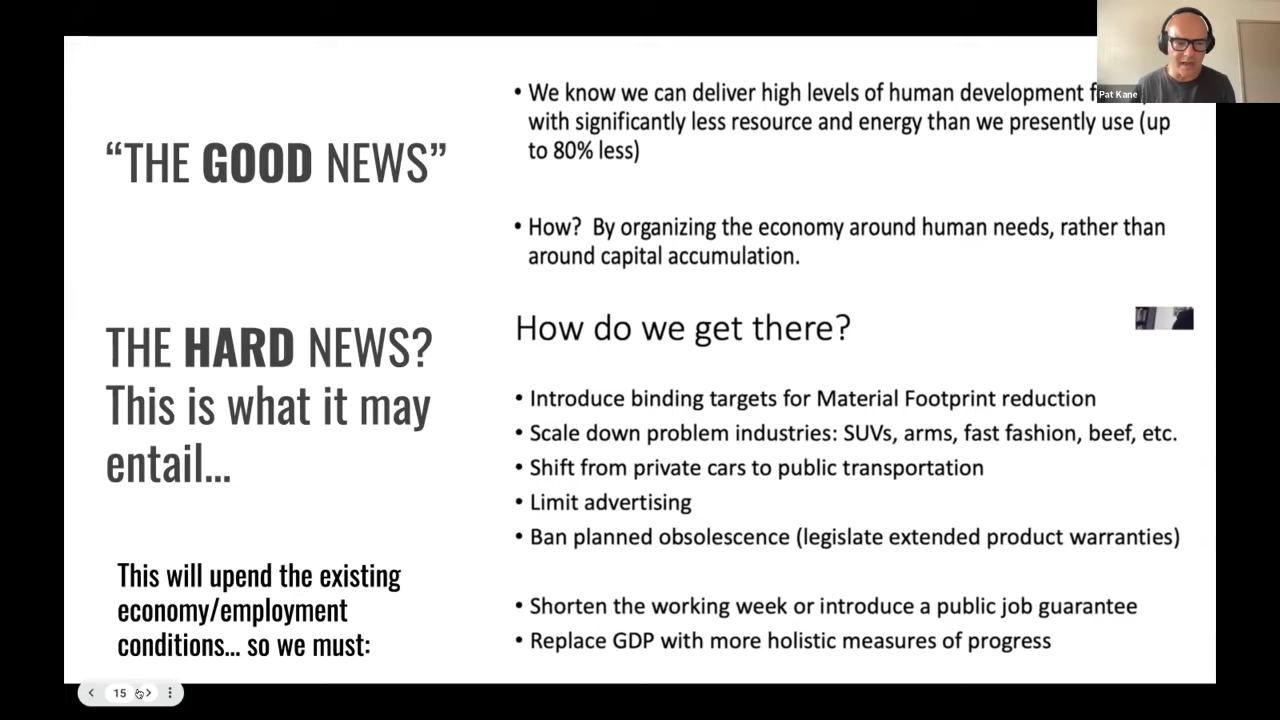 “THE GOOD NEWS”
• We know we can deliver high levels of human development
with significantly less resource and energy than we presently use (up
to 80% less)
• How? By organizing the economy around human needs, rather than
around capital accumulation.
THE HARD NEWS?
This is what it may
entail...
How do we get there?
• Introduce binding targets for Material Footprint reduction
• Scale down problem industries: SUVs, arms, fast fashion, beef, etc.
• Shift from private cars to public transportation
• Limit advertising
• Ban planned obsolescence (legislate extended product warranties)
This will upend the existing
economy/employment
conditions... so we must:
• Shorten the working week or introduce a public job guarantee
• Replace GDP with more holistic measures of progress
Pat Kane
15